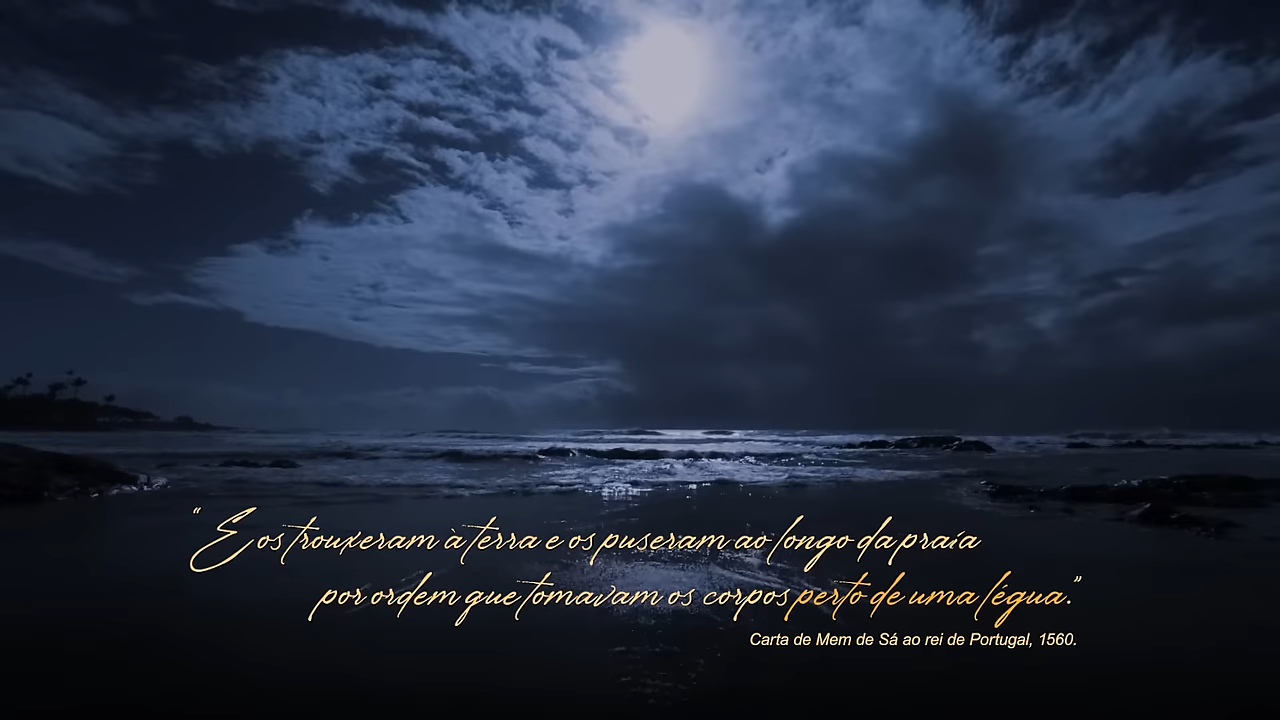 “E os trouxeram à terra e os puseram ao longo da praia
por ordem que tomavam os corpos perto de uma légua.”
Carta de Mem de Sá ao rei de Portugal, 1560.